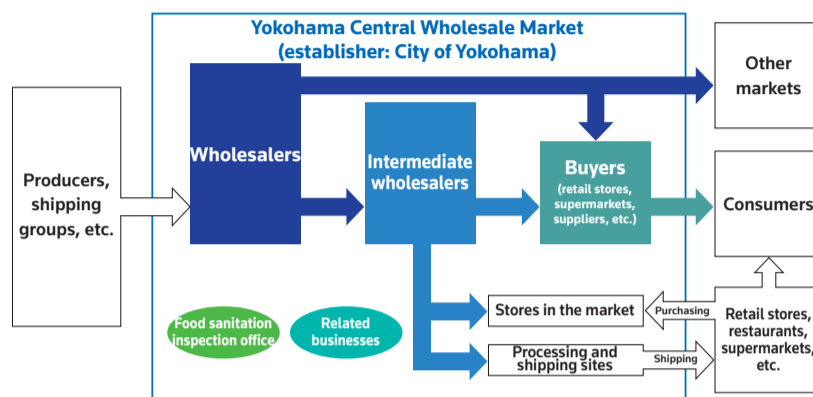 Yokohama Central Wholesale Market
(establisher: City of Yokohama)
Other
markets
Producers,
shipping
groups, etc.
Wholesalers
Intermediate
wholesalers
Buyers
(retail stores,
supermarkets,
suppliers, etc.)
Consumers
Food sanitation
inspection office
Related
businesses
Stores in the market
Purchasing
Processing and
shipping sites
Shipping
Retail stores,
restaurants,
supermarkets,
etc.